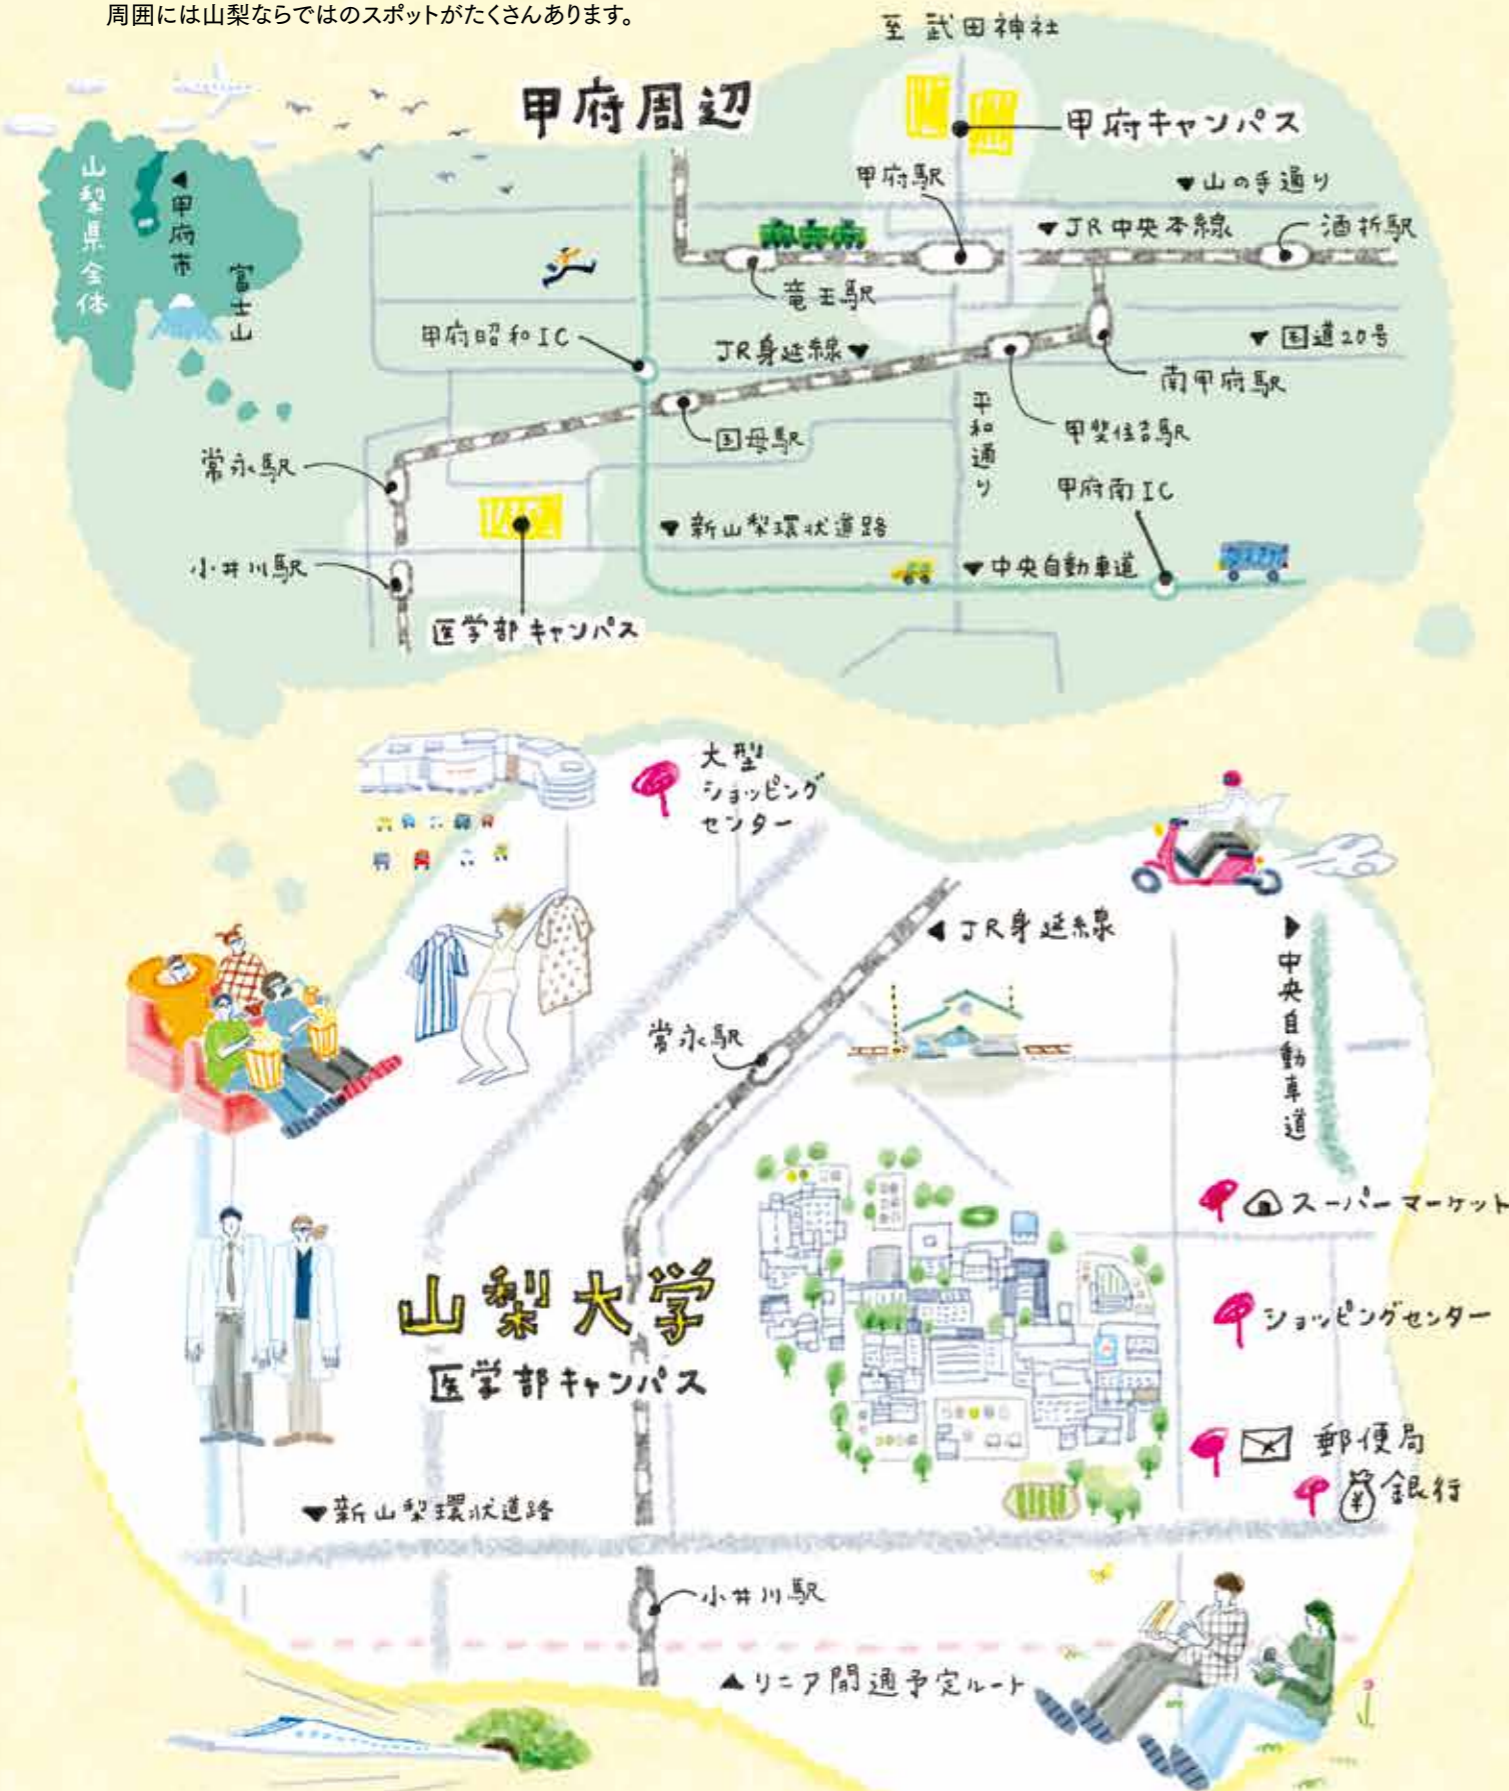 周囲には山梨ならではのスポットがたくさんあります。
至 武田神社
甲府周辺
甲府キャンパス
山梨県全体
◀甲府市
富士山
甲府駅
▼山の手通り
▼JR中央本線
酒折駅
竜王駅
甲府昭和IC
JR身延線▼
▼国道20号
南甲府駅
平和通り
甲斐住吉駅
国母駅
常永駅
甲府南IC
▼新山梨環状道路
▼中央自動車道
小井川駅
医学部キャンパス
大型
ショッピング
センター
◀JR身延線
▶中央自動車道
常永駅
スーパーマーケット
山梨大学
医学部キャンパス
ショッピングセンター
郵便局
¥
銀行
▼新山梨環状道路
小井川駅
▲リニア開通予定ルート